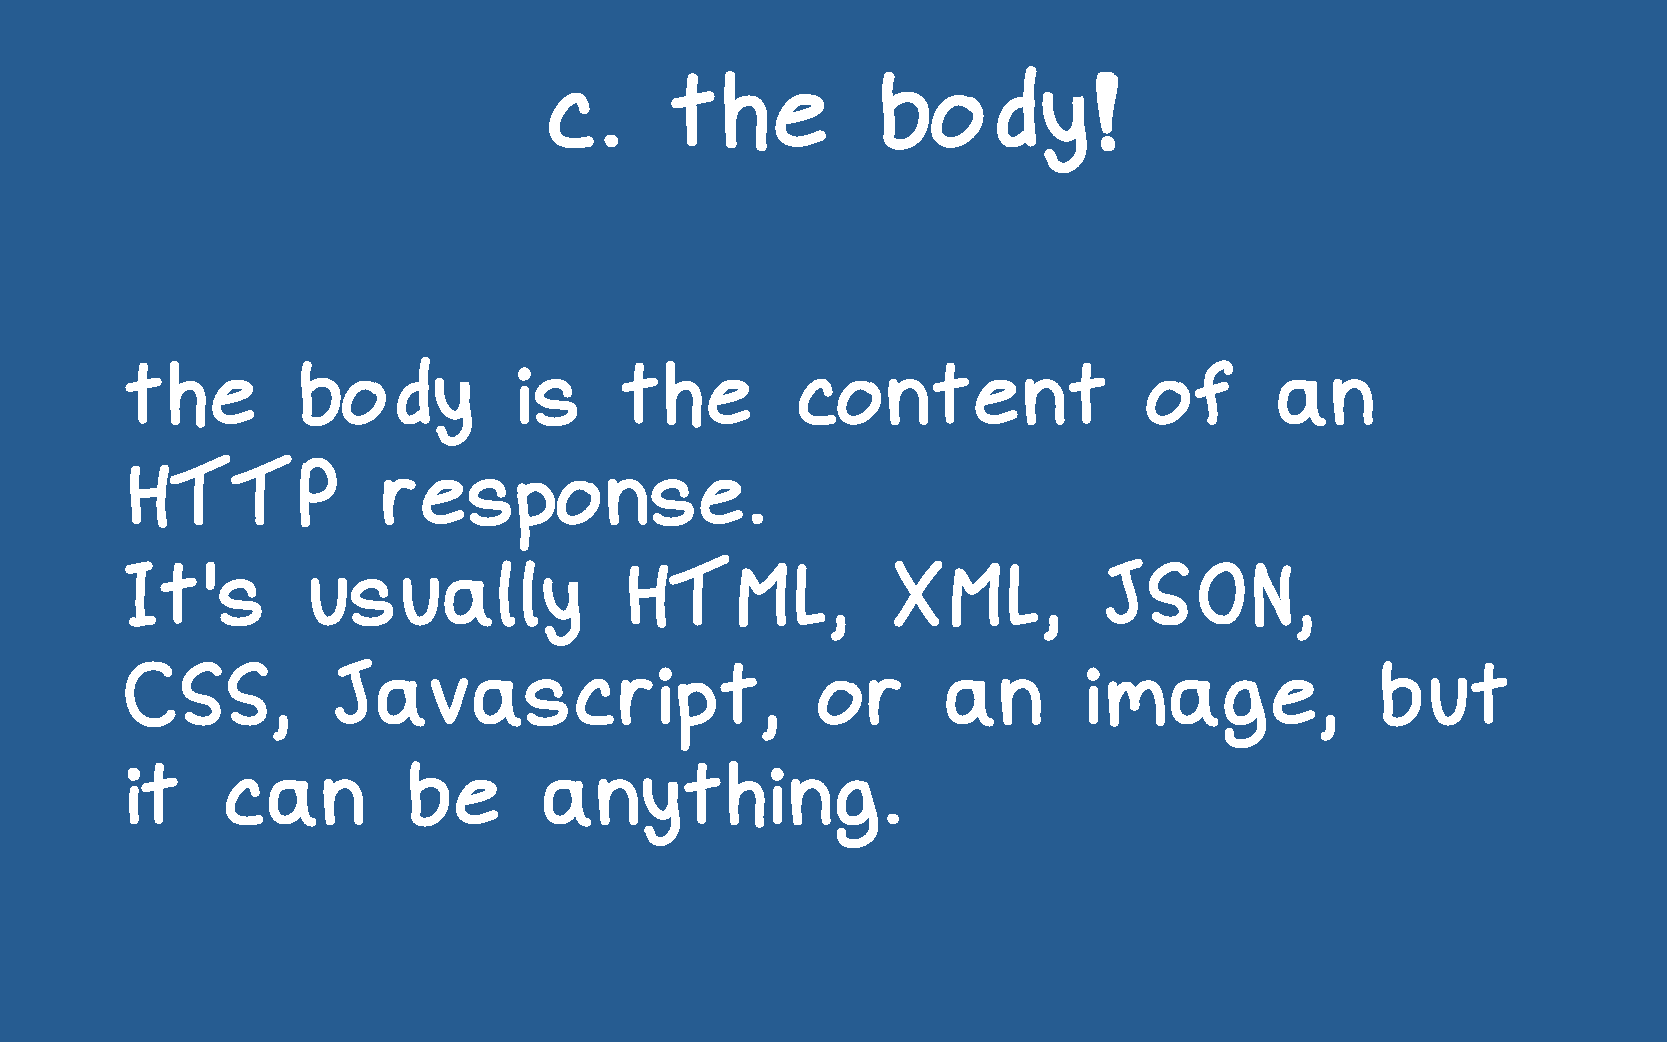 c. the body!
the body is the content of an
HTTP response.
It's usually HTML, XML, JSON,
CSS, Javascript, or an image, but
it can be anything.